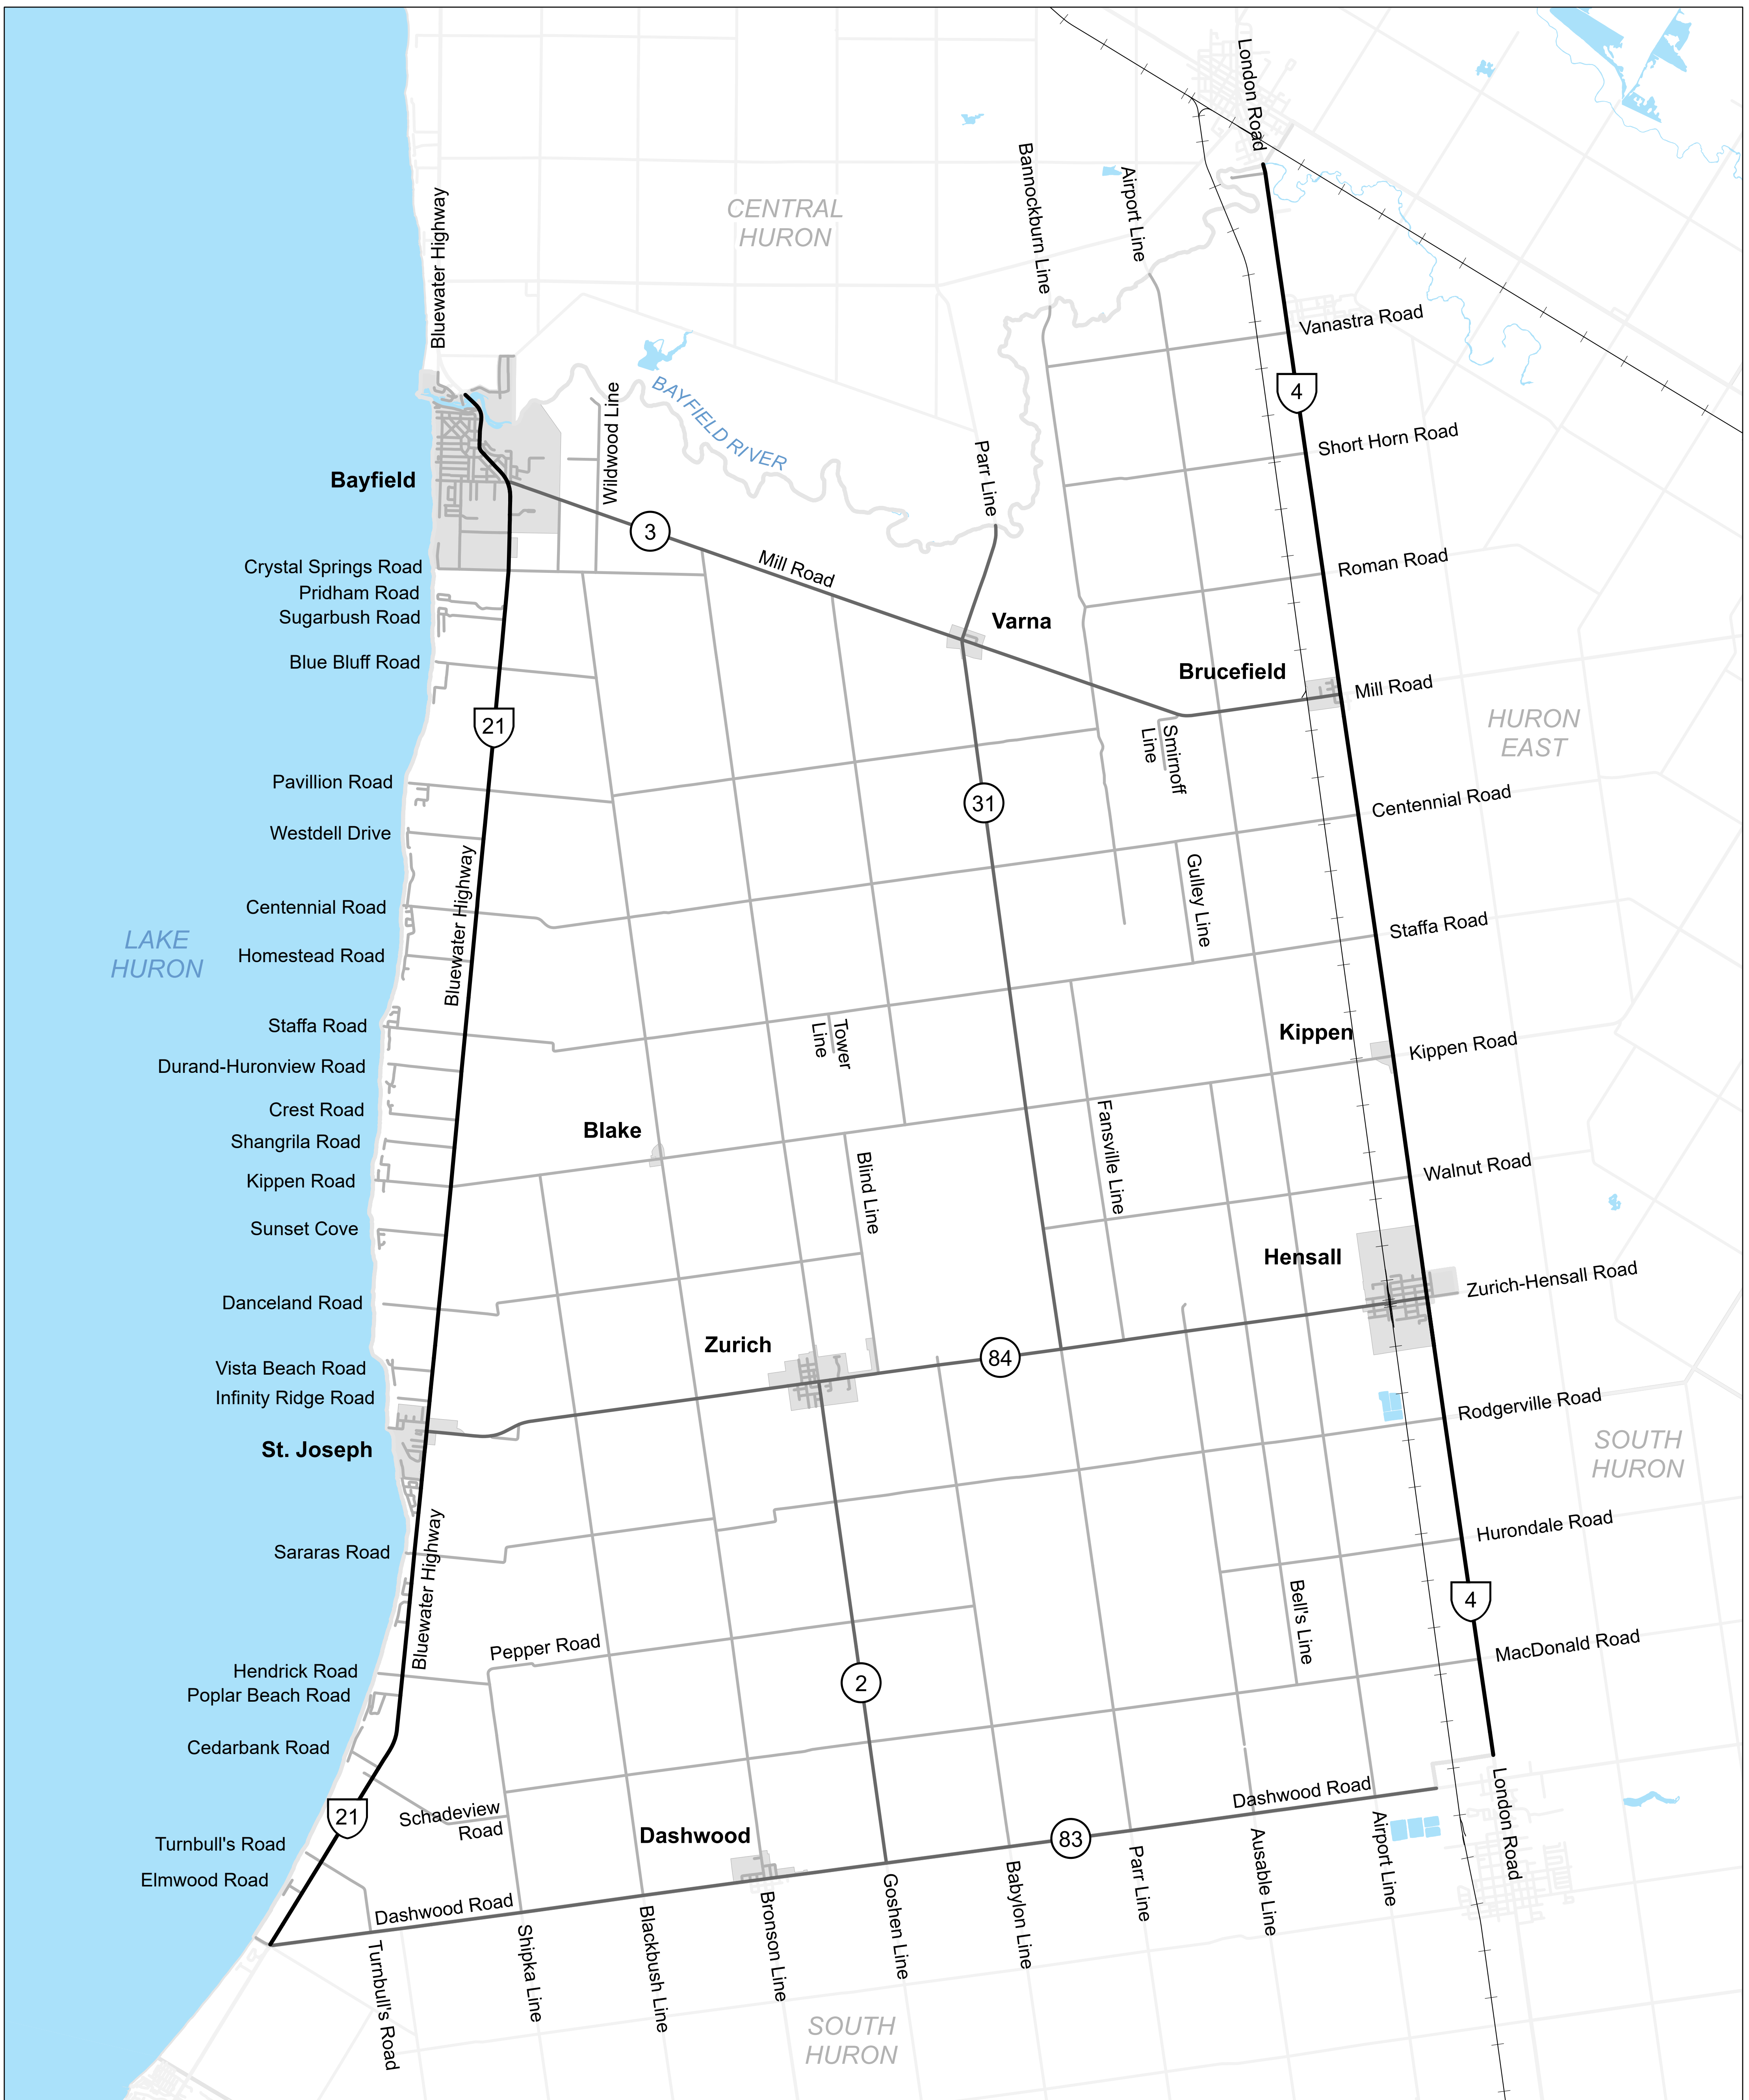 London Road
Bannockburn Line
Airport Line
Bluewater Highway
CENTRAL
HURON
Vanastra Road
4
BAYFIELD RIVER
Wildwood Line
Parr Line
Short Horn Road
Bayfield
3
Mill Road
Roman Road
Crystal Springs Road
Pridham Road
Sugarbush Road
Varna
Blue Bluff Road
Brucefield
Mill Road
HURON
EAST
21
Smirnoff
Line
Pavillion Road
31
Centennial Road
Westdell Drive
Bluewater Highway
Gulley Line
Centennial Road
Staffa Road
LAKE
HURON
Homestead Road
Staffa Road
Tower
Line
Kippen
Kippen Road
Durand-Huronview Road
Crest Road
Fansville Line
Blake
Shangrila Road
Blind Line
Walnut Road
Kippen Road
Sunset Cove
Hensall
Zurich-Hensall Road
Danceland Road
Zurich
84
Vista Beach Road
Infinity Ridge Road
Rodgerville Road
St. Joseph
SOUTH
HURON
Bluewater Highway
Hurondale Road
Sararas Road
Bell's Line
4
Pepper Road
MacDonald Road
Hendrick Road
Poplar Beach Road
2
Cedarbank Road
London Road
Dashwood Road
21
Schadeview
Road
Airport Line
Dashwood
83
Turnbull's Road
Elmwood Road
Dashwood Road
Turnbull's Road
Shipka Line
Blackbush Line
Bronson Line
Goshen Line
Babylon Line
Parr Line
Ausable Line
SOUTH
HURON